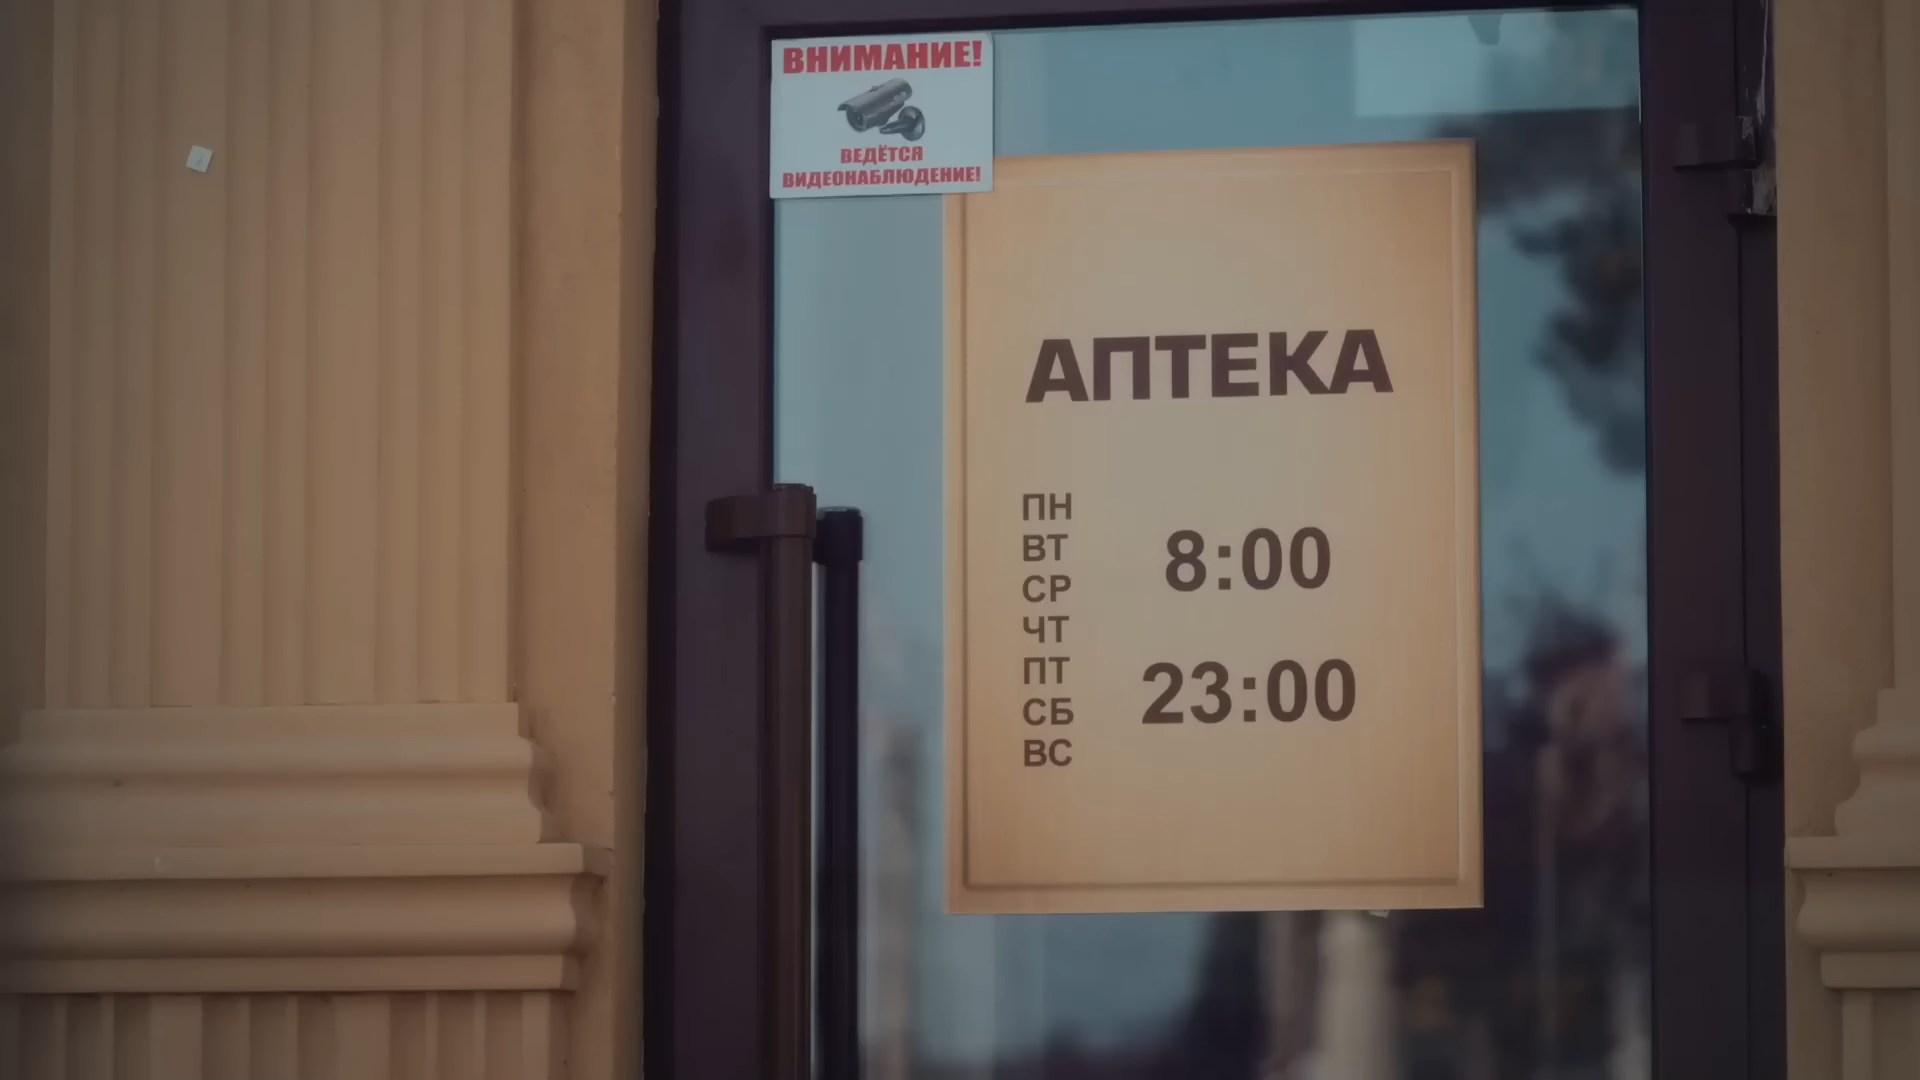 ВНИМАНИЕ!
ВЕДЁТСЯ
ВИДЕОНАБЛЮДЕНИЕ!
АПТЕКА
ПН
ВТ
СР
ЧТ
ПТ
СБ
ВС
8:00
23:00